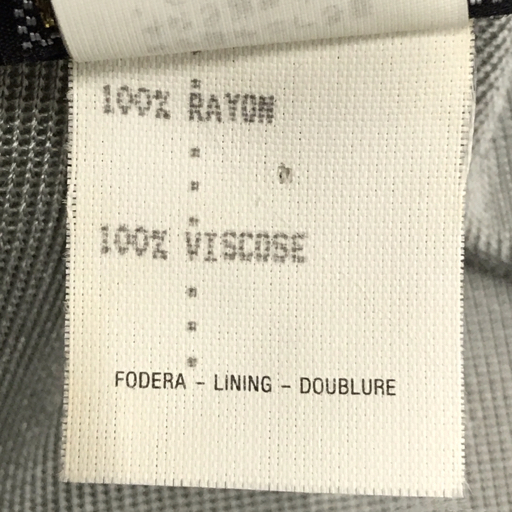 100% RAYON
100% VISCOSE
FODERA - LINING - DOUBLURE